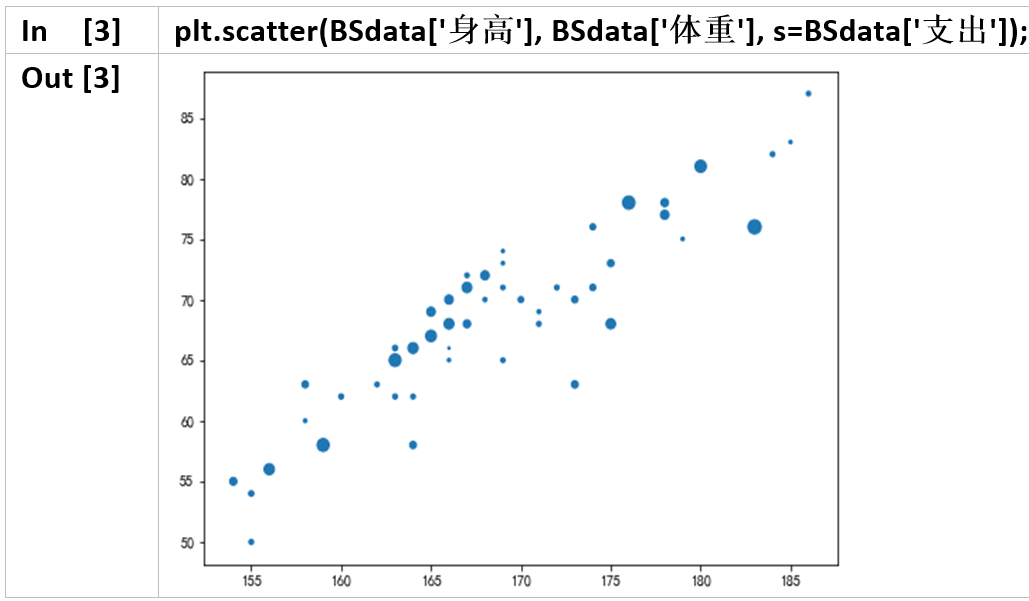 In [3] plt.scatter(BSdata['身高'], BSdata['体重'], s=BSdata['支出']);
Out [3]
85
80
75
70
65
60
55
50
155 160 165 170 175 180 185